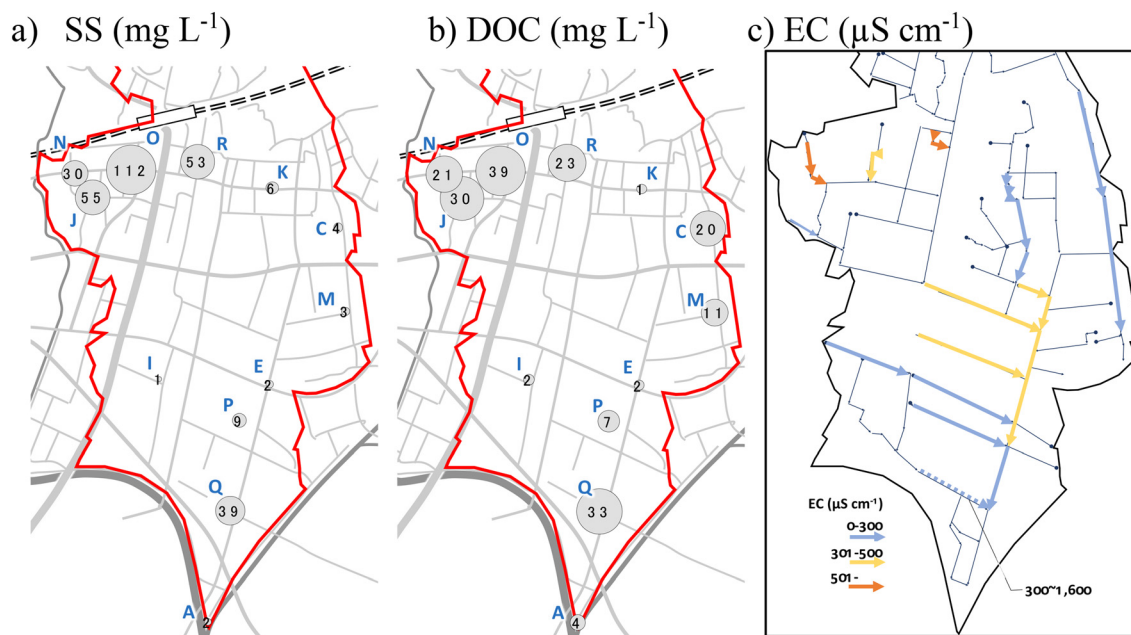 a) SS (mg L⁻¹)
b) DOC (mg L⁻¹)
c) EC (µS cm⁻¹)
N
O
R
30
112
53
K
55
6
J
C
4
M
3
I
E
1
2
P
9
Q
39
A
2
N
O
R
21
39
23
K
30
1
J
C
20
M
11
I
E
2
2
P
7
Q
33
A
4
EC (µS cm⁻¹)
0-300
301-500
501-
300~1,600